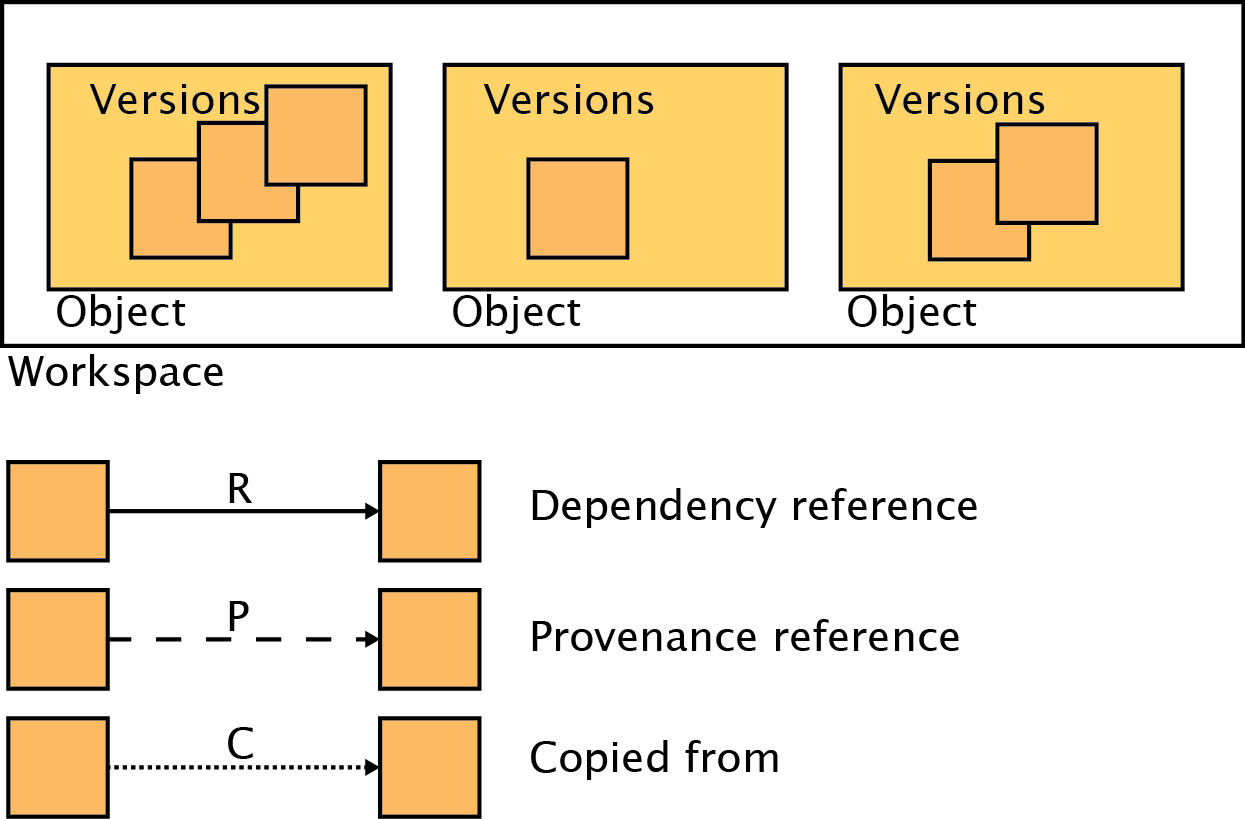 Versions
Versions
Versions
Object
Object
Object
Workspace
R
Dependency reference
P
Provenance reference
C
Copied from